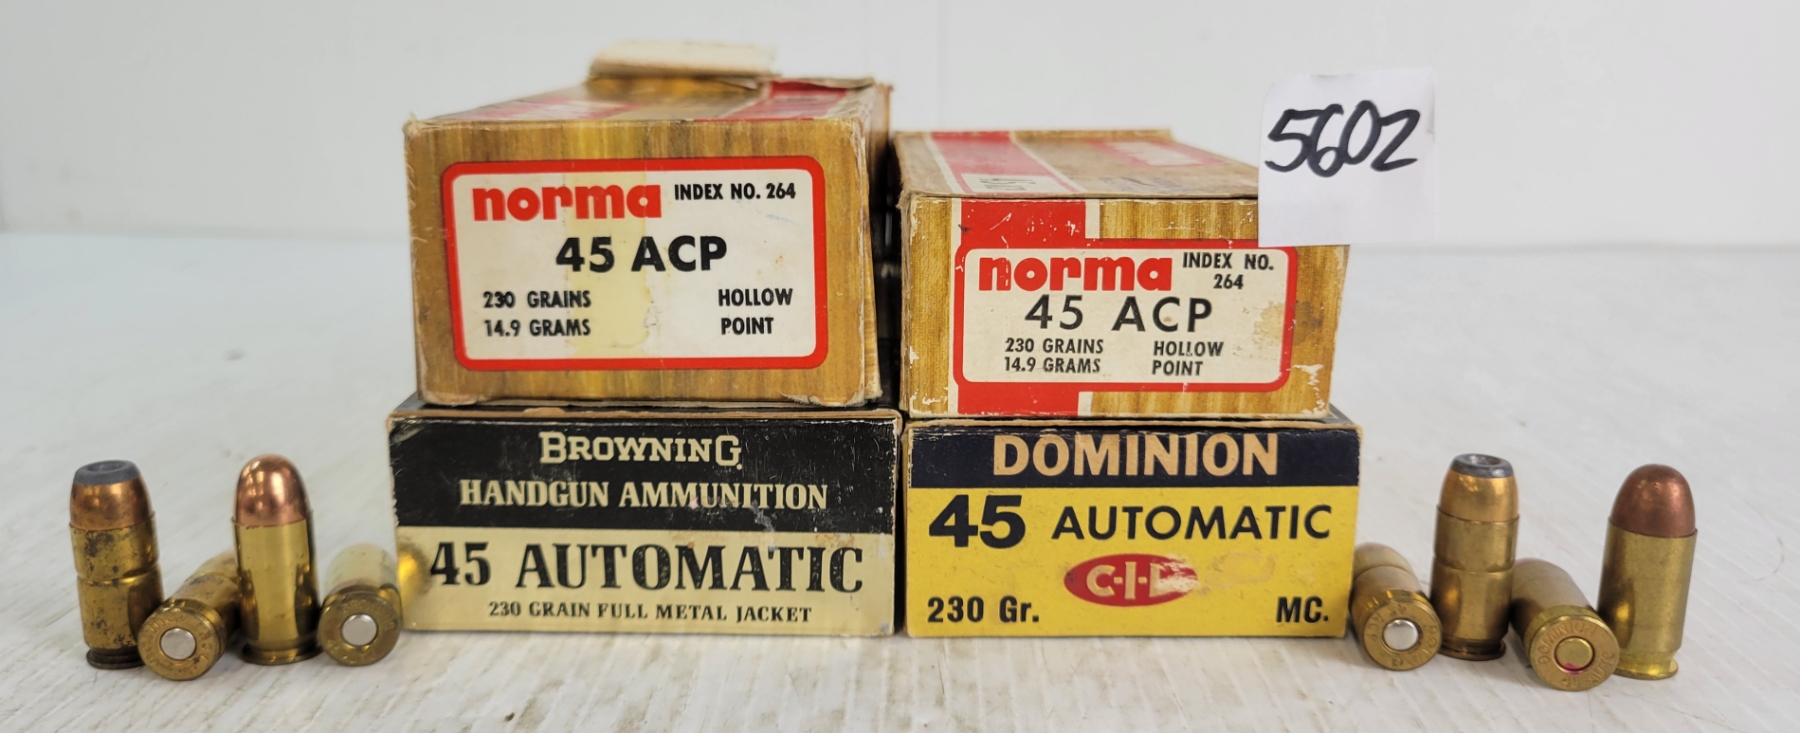 norma INDEX NO. 264
45 ACP
230 GRAINS HOLLOW
14.9 GRAMS POINT
5602
norma INDEX NO.
264
45 ACP
230 GRAINS HOLLOW
14.9 GRAMS POINT
BROWNING
HANDGUN AMMUNITION
45 AUTOMATIC
230 GRAIN FULL METAL JACKET
DOMINION
45 AUTOMATIC
C-I-L
230 Gr. MC.
DOMINION